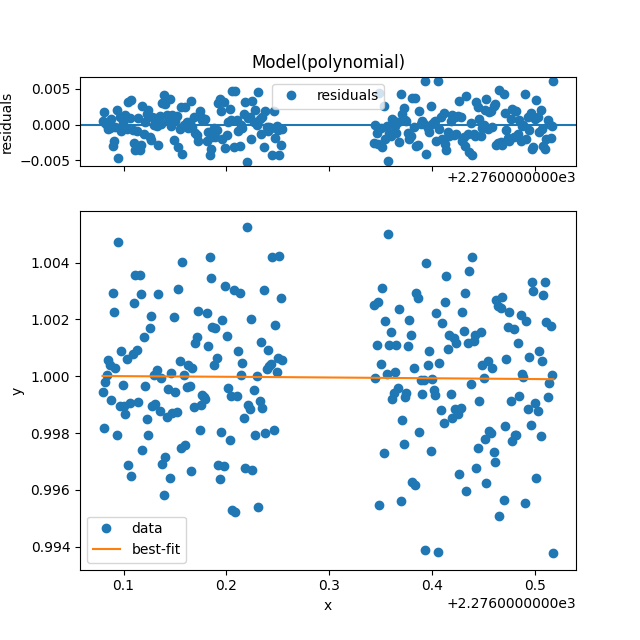 Model(polynomial)
0.005
0.000
−0.005
residuals
residuals
+2.2760000000e3
1.004
1.002
1.000
0.998
0.996
0.994
y
data
best-fit
0.1 0.2 0.3 0.4 0.5
x
+2.2760000000e3